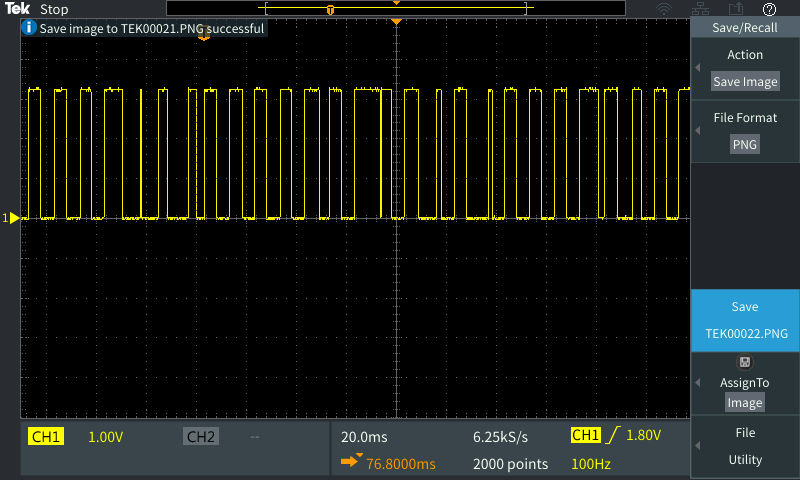 Tek Stop
Save image to TEK00021.PNG successful
T
Save/Recall
Action
Save Image
File Format
PNG
1
Save
TEK00022.PNG
AssignTo
Image
File
Utility
CH1 1.00V CH2 --
20.0ms 6.25kS/s CH1 1.80V
76.8000ms 2000 points 100Hz